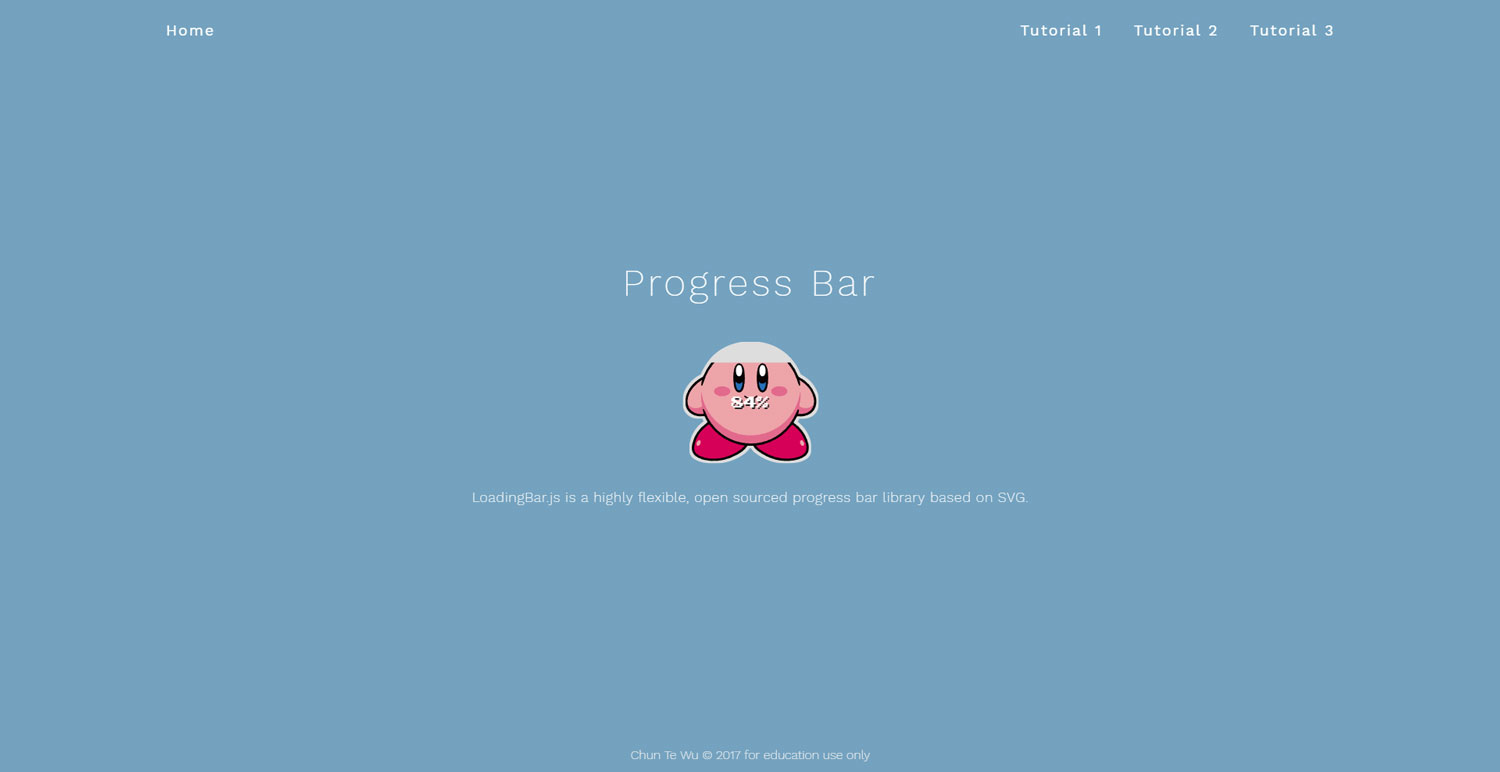 Home
Tutorial 1
Tutorial 2
Tutorial 3
Progress Bar
84%
LoadingBar.js is a highly flexible, open sourced progress bar library based on SVG.
Chun Te Wu © 2017 for education use only